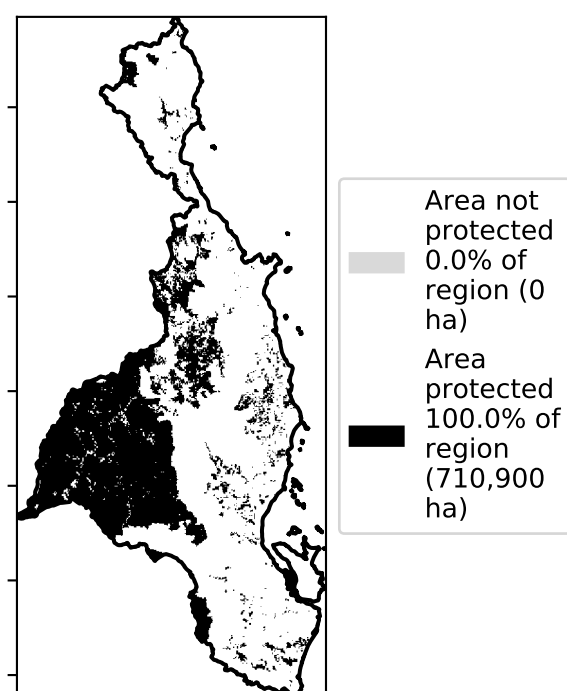 Area not
protected
0.0% of
region (0
ha)
Area
protected
100.0% of
region
(710,900
ha)